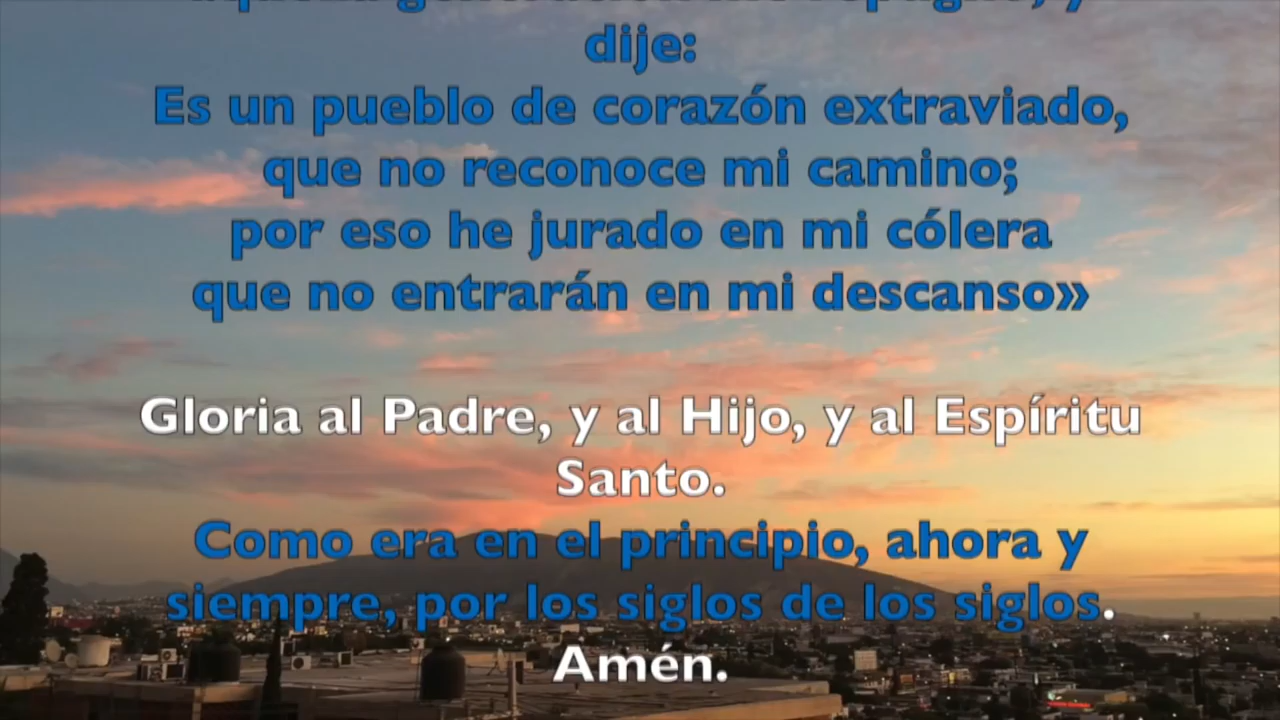 dije:
Es un pueblo de corazón extraviado,
que no reconoce mi camino;
por eso he jurado en mi cólera
que no entrarán en mi descanso»
Gloria al Padre, y al Hijo, y al Espíritu
Santo.
Como era en el principio, ahora y
siempre, por los siglos de los siglos.
Amén.